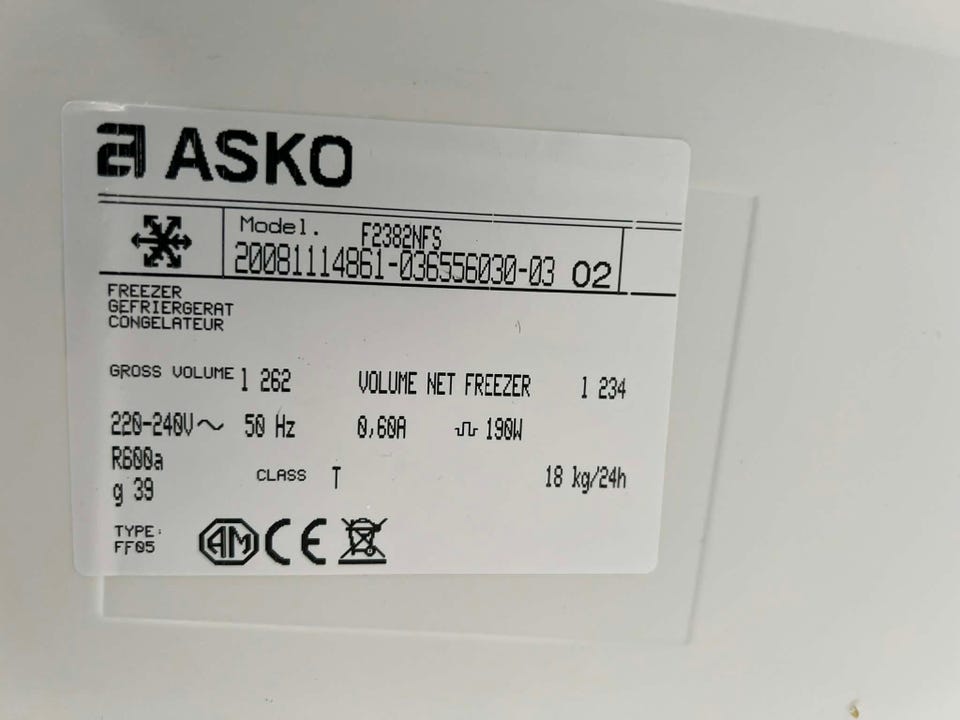 ASKO
Model. F2382NFS
20081114861-036556030-03 02
FREEZER
GEFRIERGERAT
CONGELATEUR
GROSS VOLUME l 262 VOLUME NET FREEZER l 234
220-240V~ 50 Hz 0,60A 190W
R600a
g 39 CLASS T 18 kg/24h
TYPE:
FF05 AM CE